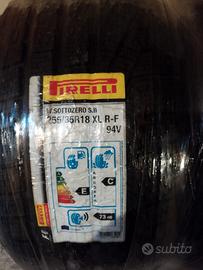 PIRELLI
W.SOTTOZERO S.II
255/35R18 XL R-F
94V
E
C
73 dB
subito